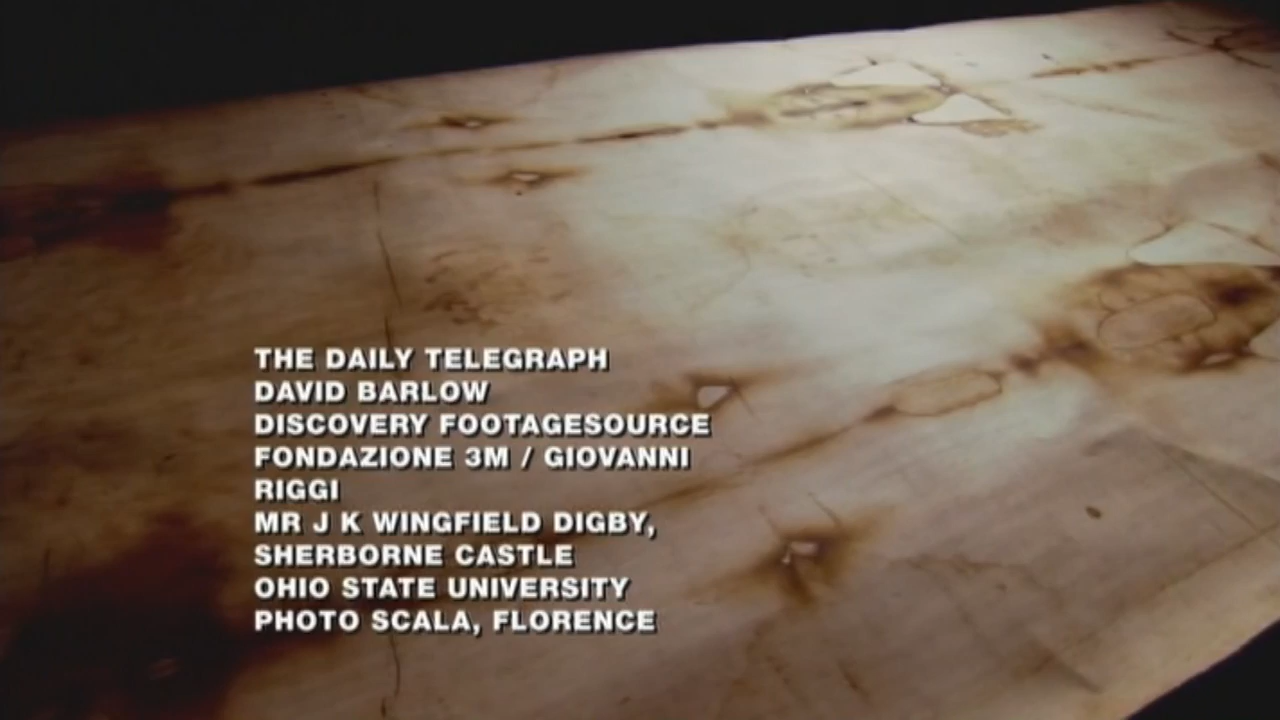 THE DAILY TELEGRAPH
DAVID BARLOW
DISCOVERY FOOTAGESOURCE
FONDAZIONE 3M / GIOVANNI
RIGGI
MR J K WINGFIELD DIGBY,
SHERBORNE CASTLE
OHIO STATE UNIVERSITY
PHOTO SCALA, FLORENCE